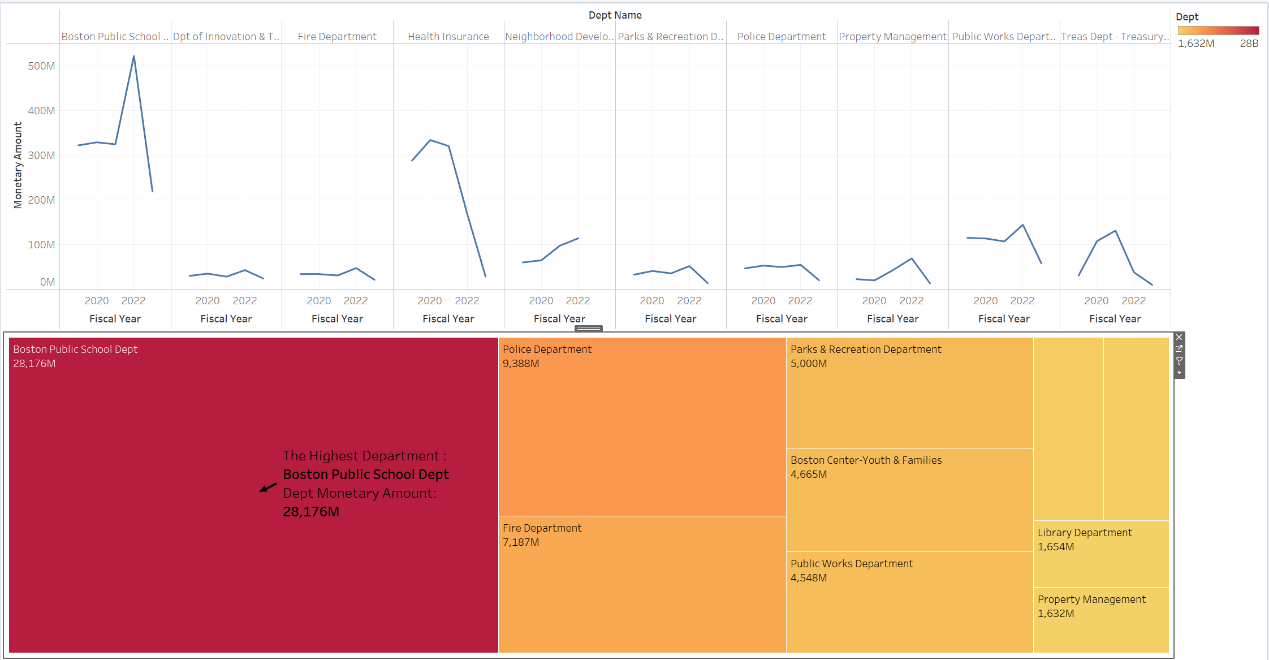 Dept Name
Boston Public School .. Dpt of Innovation & T.. Fire Department Health Insurance Neighborhood Develo.. Parks & Recreation D.. Police Department Property Management Public Works Depart.. Treas Dept - Treasury..
Monetary Amount
500M
400M
300M
200M
100M
0M
2020 2022 2020 2022 2020 2022 2020 2022 2020 2022 2020 2022 2020 2022 2020 2022 2020 2022 2020 2022
Fiscal Year Fiscal Year Fiscal Year Fiscal Year Fiscal Year Fiscal Year Fiscal Year Fiscal Year Fiscal Year Fiscal Year
Dept
1,632M 28B
Boston Public School Dept
28,176M
The Highest Department :
Boston Public School Dept
Dept Monetary Amount:
28,176M
Police Department
9,388M
Fire Department
7,187M
Parks & Recreation Department
5,000M
Boston Center-Youth & Families
4,665M
Public Works Department
4,548M
Library Department
1,654M
Property Management
1,632M